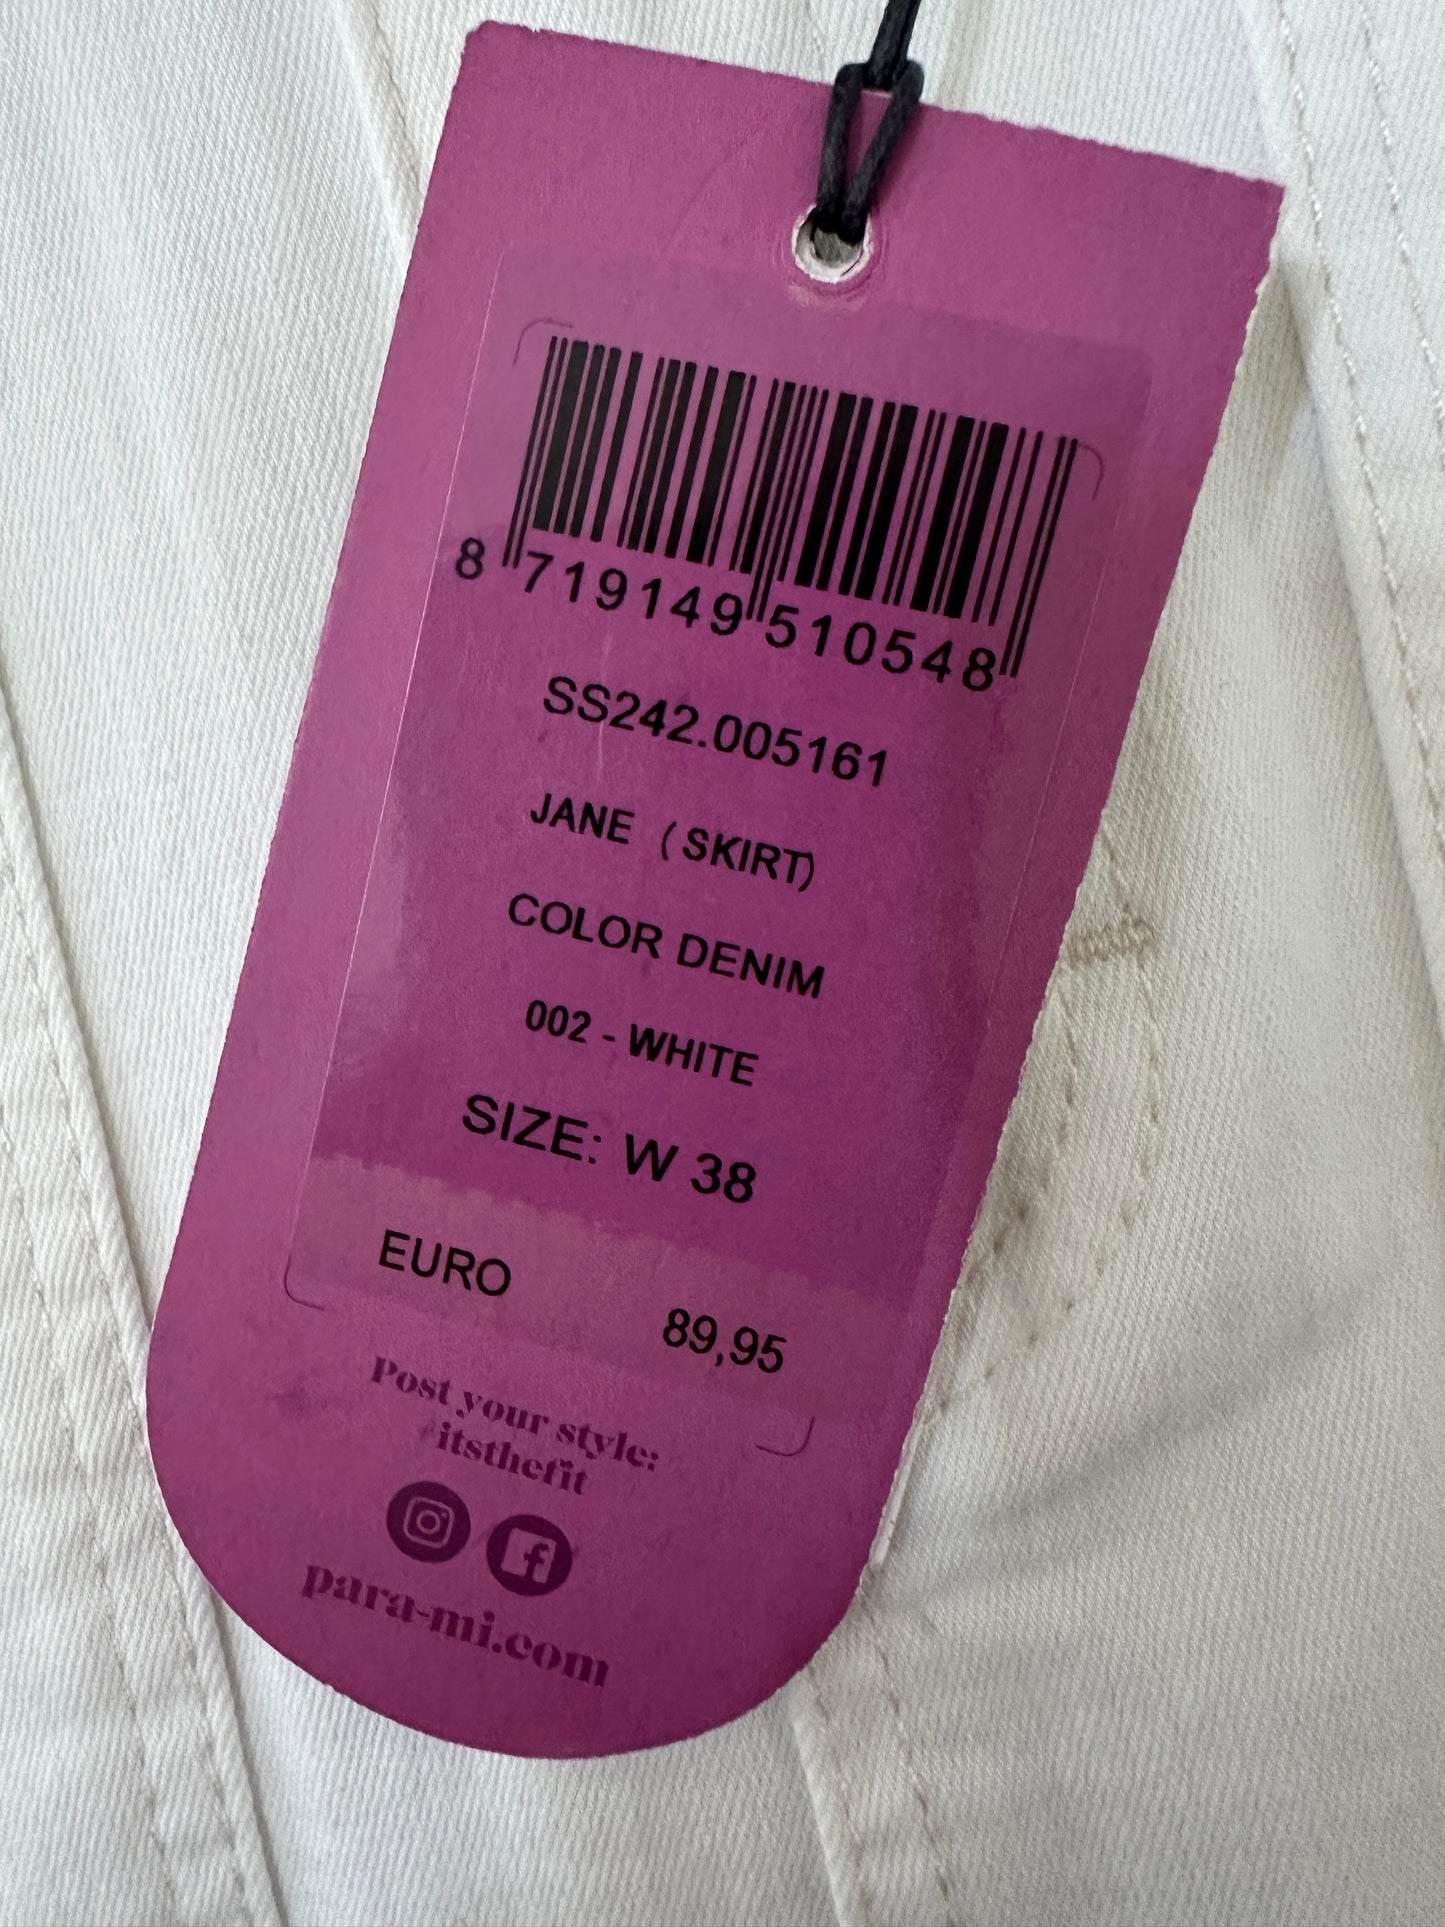 8 719149 510548
SS242.005161
JANE ( SKIRT)
COLOR DENIM
002 - WHITE
SIZE: W 38
EURO 89,95
Post your style:
#itsthefit
para-mi.com